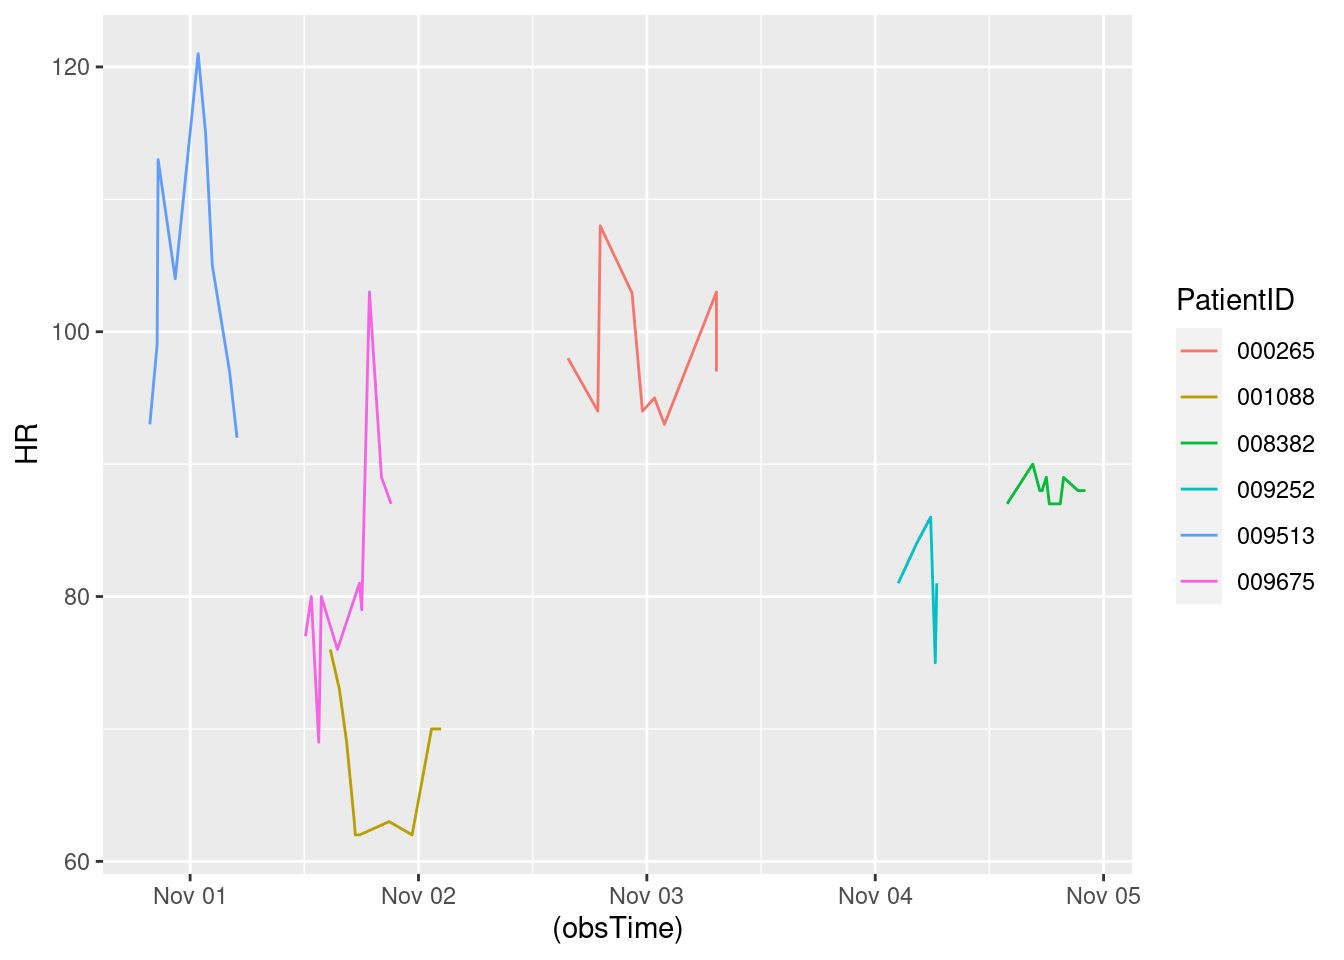 120
100
80
60
HR
Nov 01
Nov 02
Nov 03
Nov 04
Nov 05
(obsTime)
PatientID
000265
001088
008382
009252
009513
009675